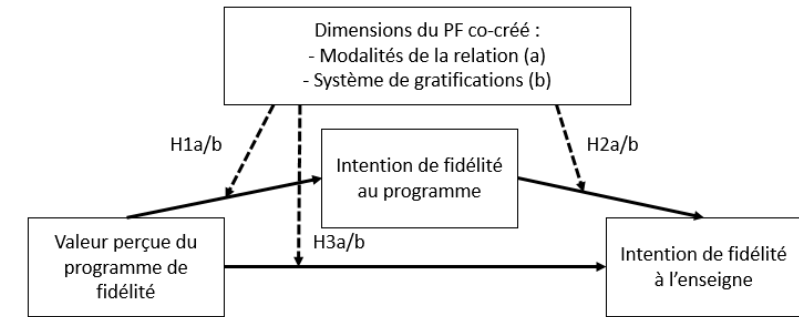 Dimensions du PF co-créé :
- Modalités de la relation (a)
- Système de gratifications (b)
H1a/b
H2a/b
Intention de fidélité
au programme
H3a/b
Valeur perçue du
programme de
fidélité
Intention de fidélité
à l’enseigne